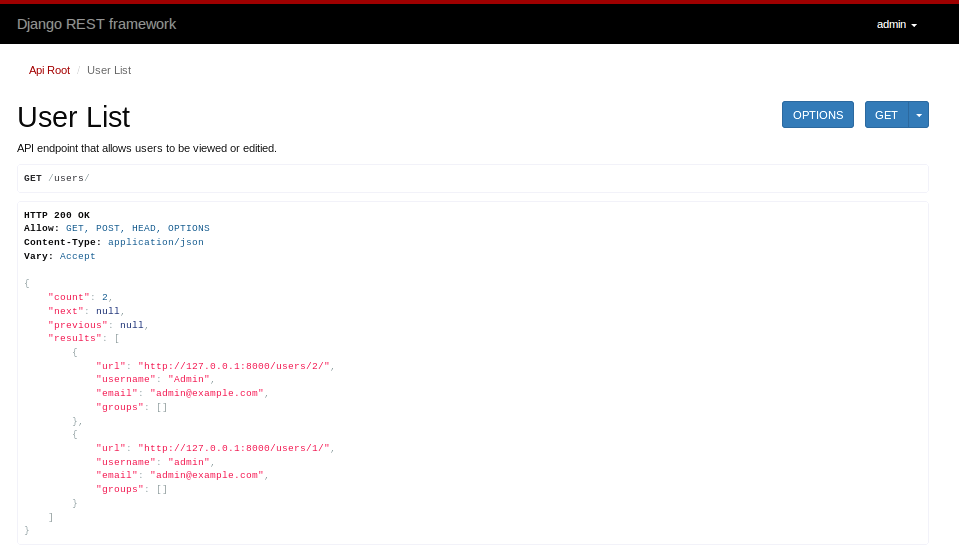 Django REST framework
admin
Api Root / User List
User List
OPTIONS
GET
API endpoint that allows users to be viewed or editied.
GET /users/
HTTP 200 OK
Allow: GET, POST, HEAD, OPTIONS
Content-Type: application/json
Vary: Accept
{
    "count": 2,
    "next": null,
    "previous": null,
    "results": [
        {
            "url": "http://127.0.0.1:8000/users/2/",
            "username": "Admin",
            "email": "admin@example.com",
            "groups": []
        },
        {
            "url": "http://127.0.0.1:8000/users/1/",
            "username": "admin",
            "email": "admin@example.com",
            "groups": []
        }
    ]
}